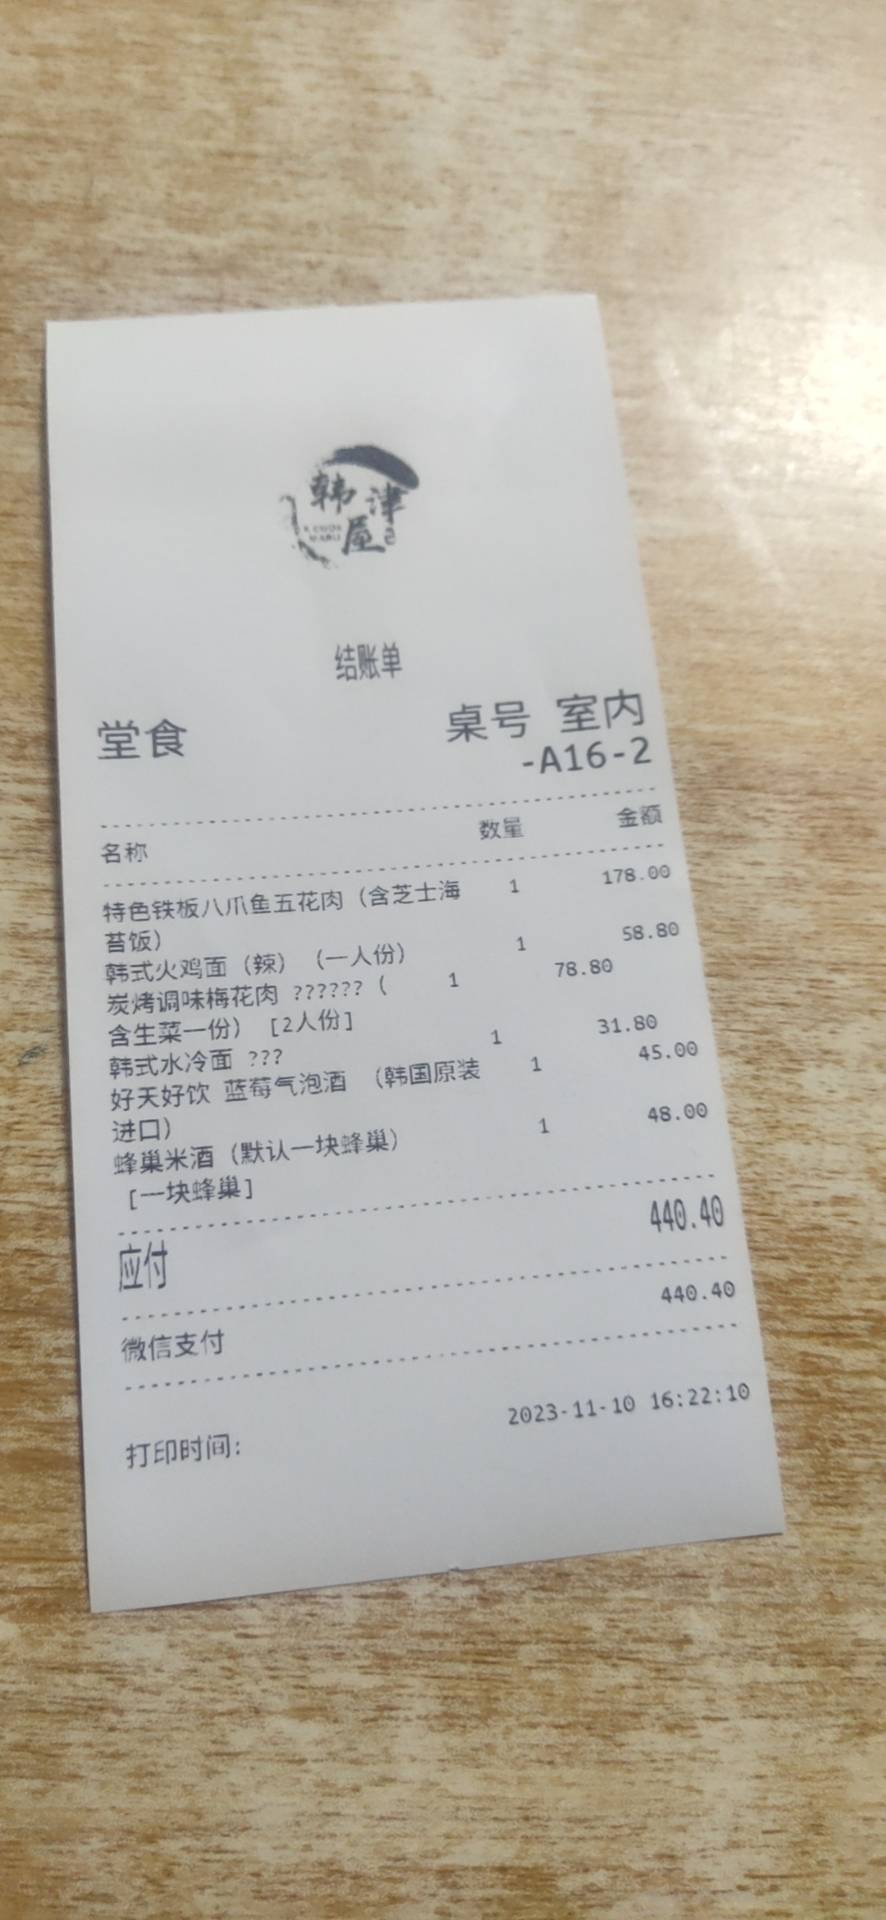 韩津
屋
结账单
堂食 桌号 室内
-A16-2
名称 数量 金额
特色铁板八爪鱼五花肉（含芝士海 1 178.00
苔饭）
韩式火鸡面（辣）（一人份） 1 58.80
炭烤调味梅花肉 ??????（ 1 78.80
含生菜一份）[2人份]
韩式水冷面 ??? 1 31.80
好天好饮 蓝莓气泡酒 （韩国原装 1 45.00
进口）
蜂巢米酒（默认一块蜂巢） 1 48.00
[一块蜂巢]
应付 440.40
微信支付 440.40
打印时间: 2023-11-10 16:22:10